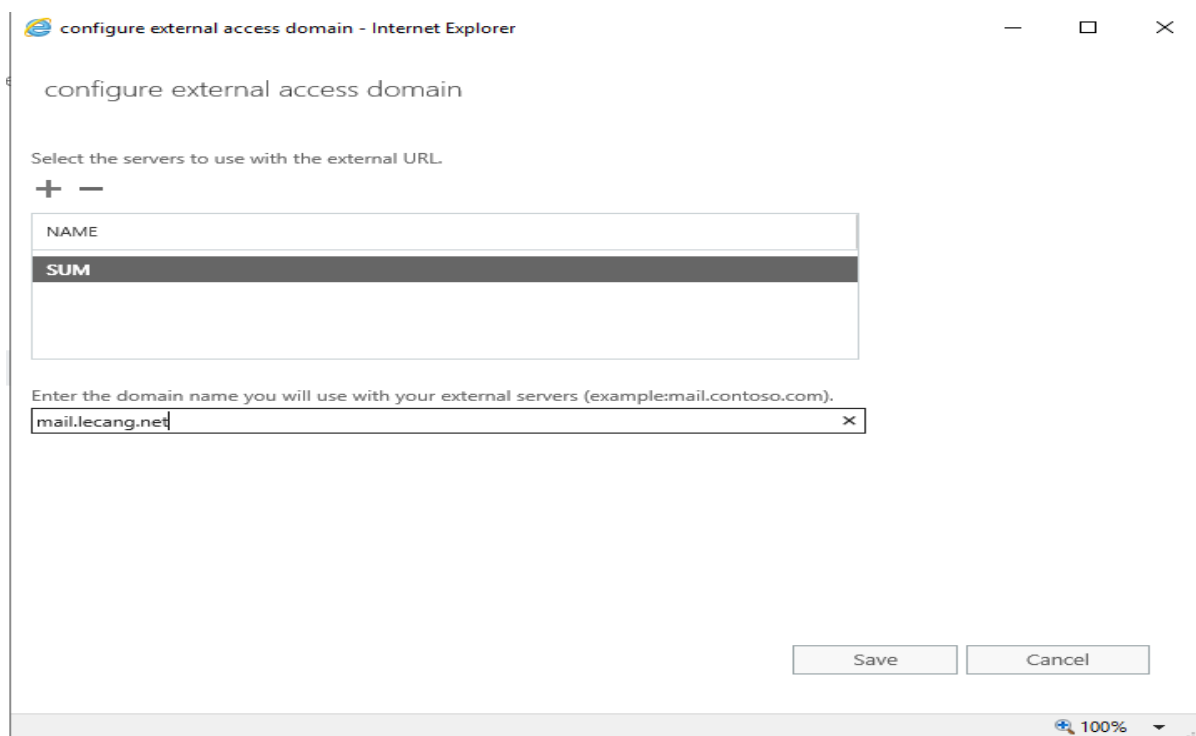 configure external access domain - Internet Explorer
configure external access domain
Select the servers to use with the external URL.
NAME
SUM
Enter the domain name you will use with your external servers (example:mail.contoso.com).
mail.lecang.net
Save Cancel
100%